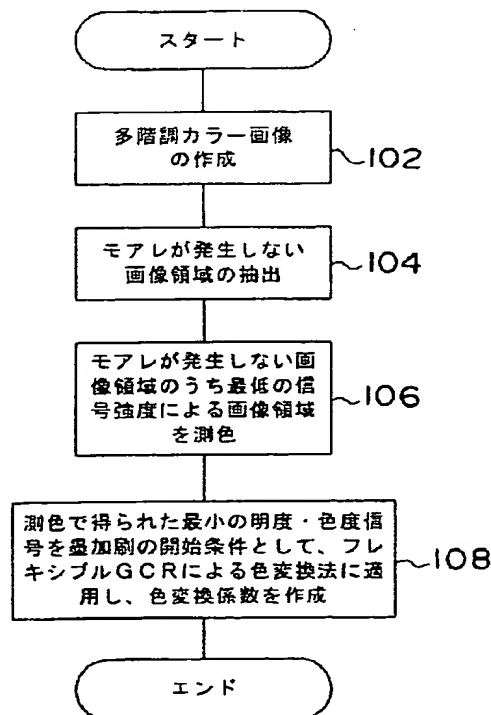 スタート
多階調カラー画像
の作成
102
モアレが発生しない
画像領域の抽出
104
モアレが発生しない画
像領域のうち最低の信
号強度による画像領域
を測色
106
測色で得られた最小の明度・色度信
号を墨加刷の開始条件として、フレ
キシブルGCRによる色変換法に適
用し、色変換係数を作成
108
エンド